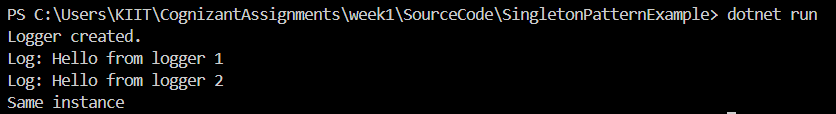 PS C:\Users\KIIT\CognizantAssignments\week1\SourceCode\SingletonPatternExample> dotnet run
Logger created.
Log: Hello from logger 1
Log: Hello from logger 2
Same instance